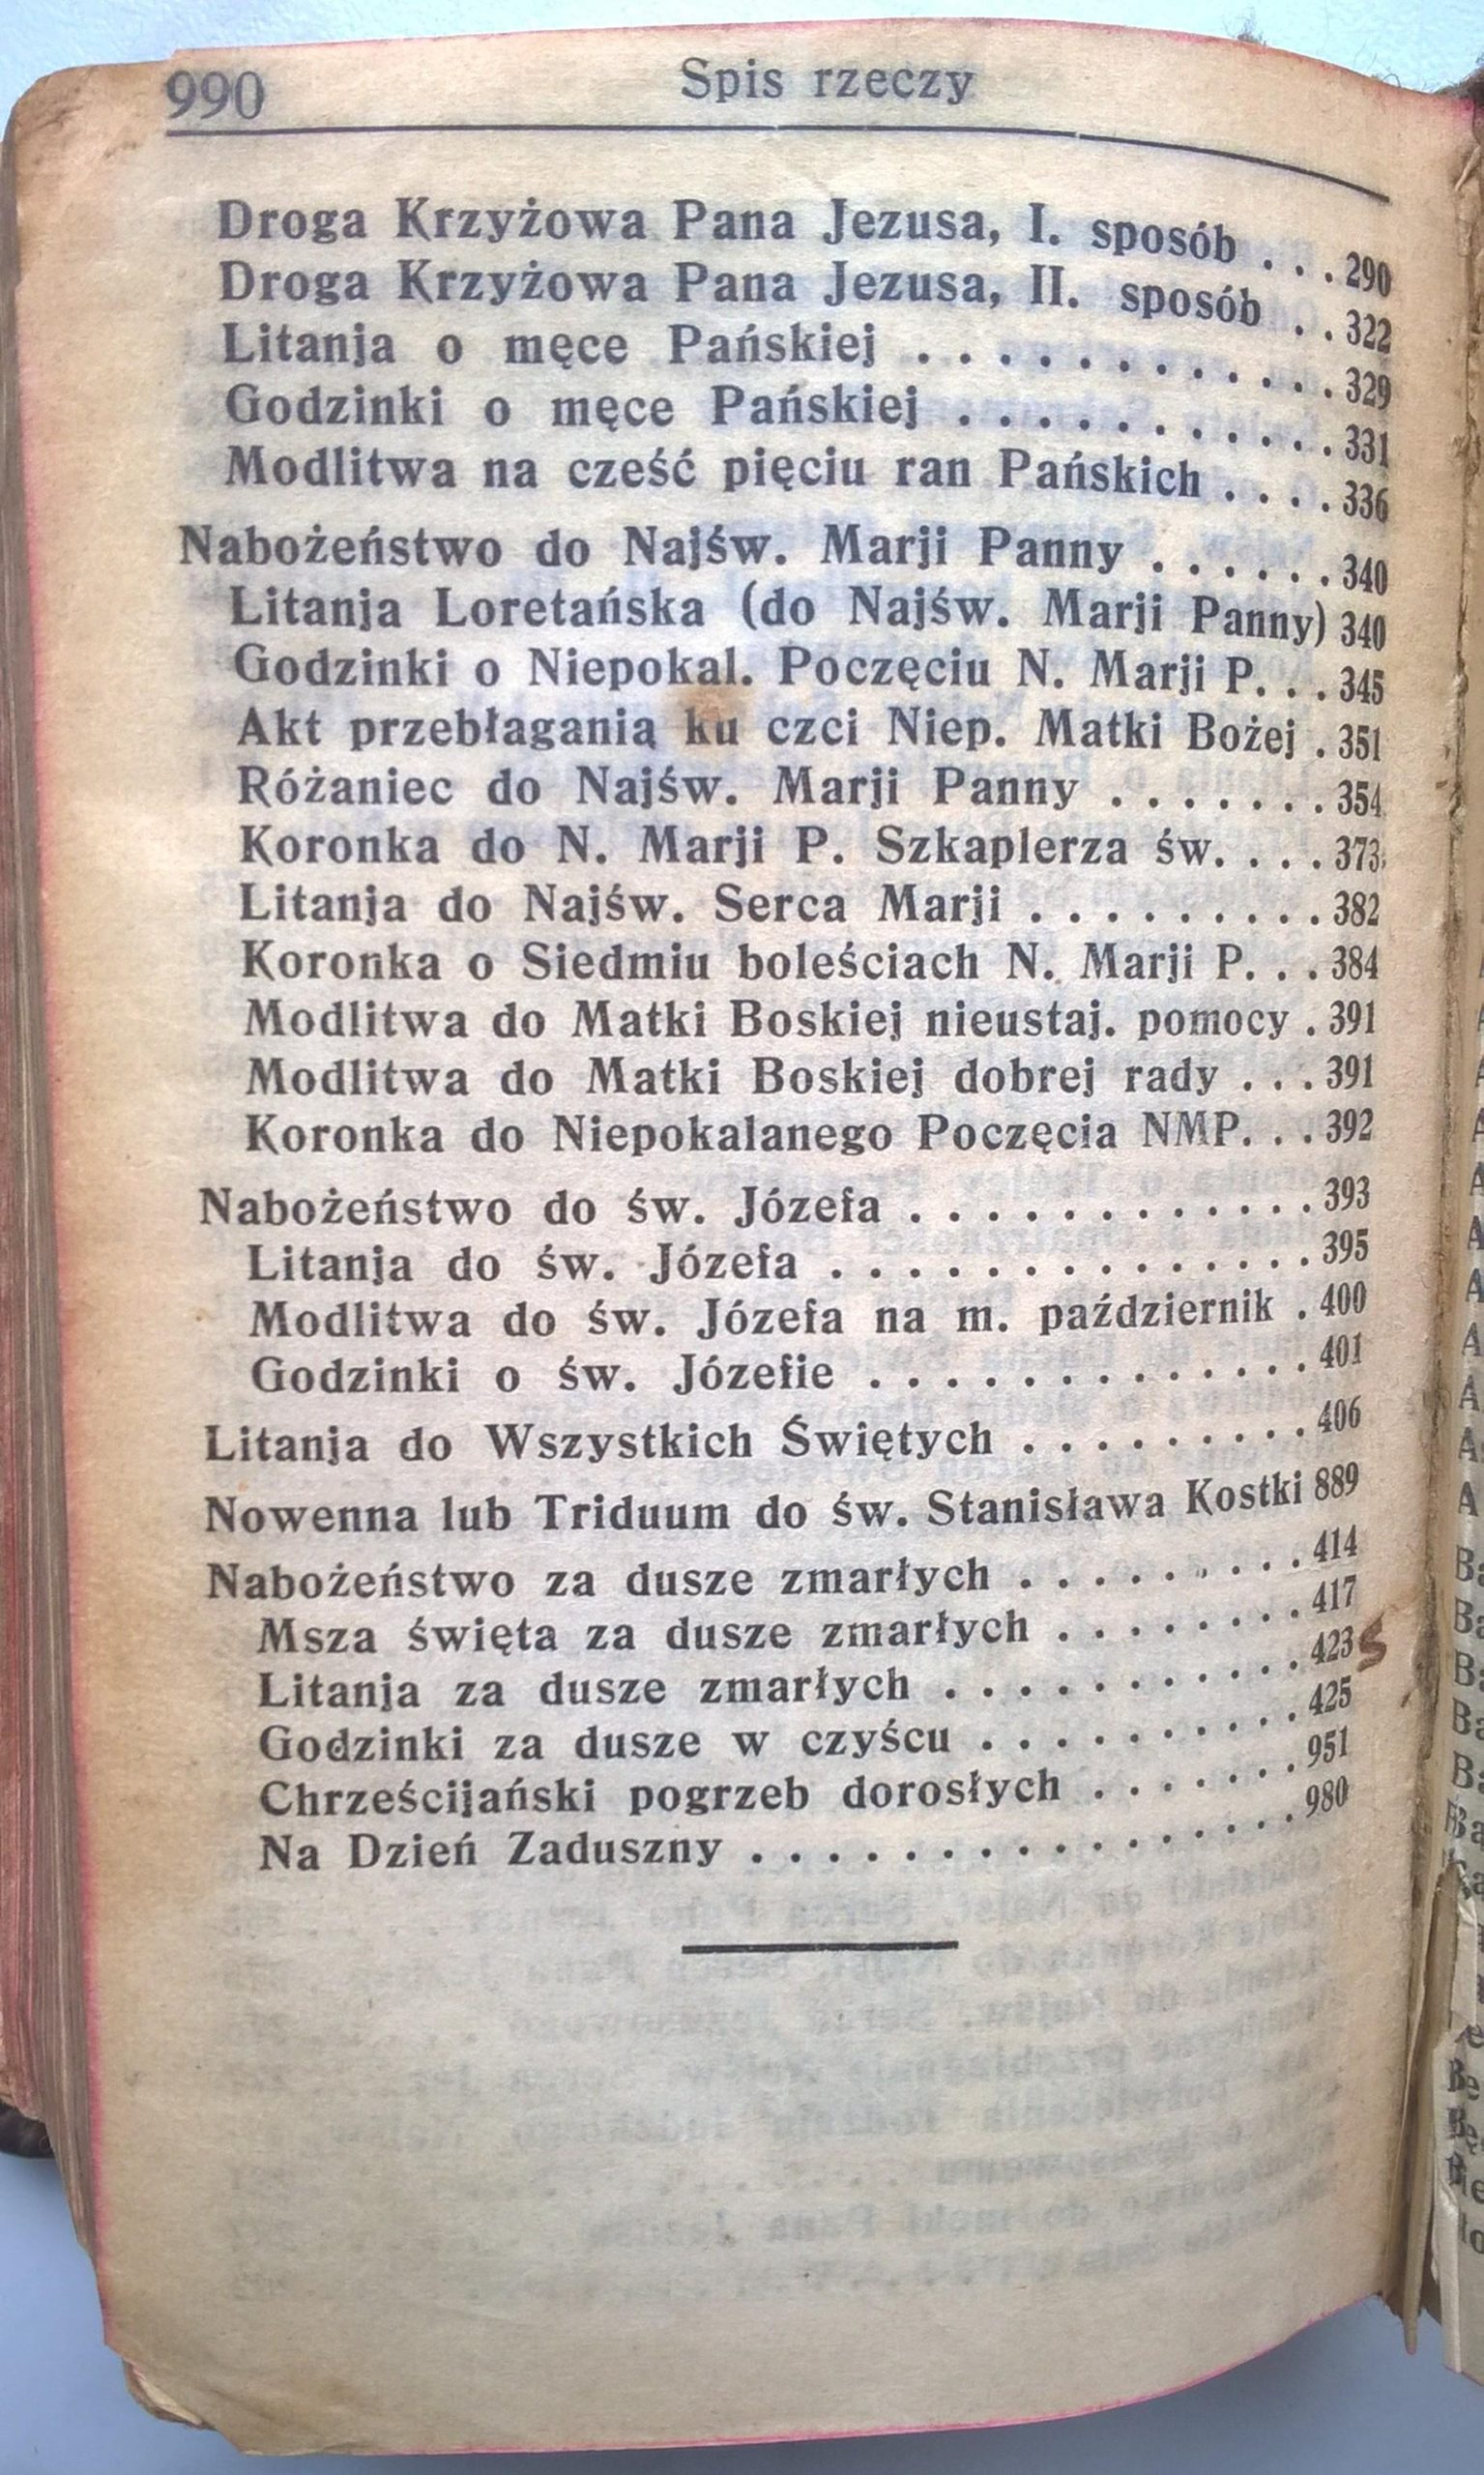 990 Spis rzeczy
Droga Krzyżowa Pana Jezusa, I. sposób . . . 290
Droga Krzyżowa Pana Jezusa, II. sposób . . 322
Litanja o męce Pańskiej . . . . . . . . . . . 329
Godzinki o męce Pańskiej . . . . . . . . . . 331
Modlitwa na cześć pięciu ran Pańskich . . . . 336
Nabożeństwo do Najśw. Marji Panny . . . . . . 340
Litanja Loretańska (do Najśw. Marji Panny) 340
Godzinki o Niepokal. Poczęciu N. Marji P. . . 345
Akt przebłagania ku czci Niep. Matki Bożej . 351
Różaniec do Najśw. Marji Panny . . . . . . . 354
Koronka do N. Marji P. Szkaplerza św. . . . 373
Litanja do Najśw. Serca Marji . . . . . . . . . 382
Koronka o Siedmiu boleściach N. Marji P. . . 384
Modlitwa do Matki Boskiej nieustaj. pomocy . 391
Modlitwa do Matki Boskiej dobrej rady . . . 391
Koronka do Niepokalanego Poczęcia NMP. . . 392
Nabożeństwo do św. Józefa . . . . . . . . . . . 393
Litanja do św. Józefa . . . . . . . . . . . . . 395
Modlitwa do św. Józefa na m. październik . 400
Godzinki o św. Józefie . . . . . . . . . . . . 401
Litanja do Wszystkich Świętych . . . . . . . . 406
Nowenna lub Triduum do św. Stanisława Kostki 889
Nabożeństwo za dusze zmarłych . . . . . . . . 414
Msza święta za dusze zmarłych . . . . . . . 417
Litanja za dusze zmarłych . . . . . . . . . . 423 5
Godzinki za dusze w czyścu . . . . . . . . . 425
Chrześcijański pogrzeb dorosłych . . . . . . 951
Na Dzień Zaduszny . . . . . . . . . . . . . . . 980